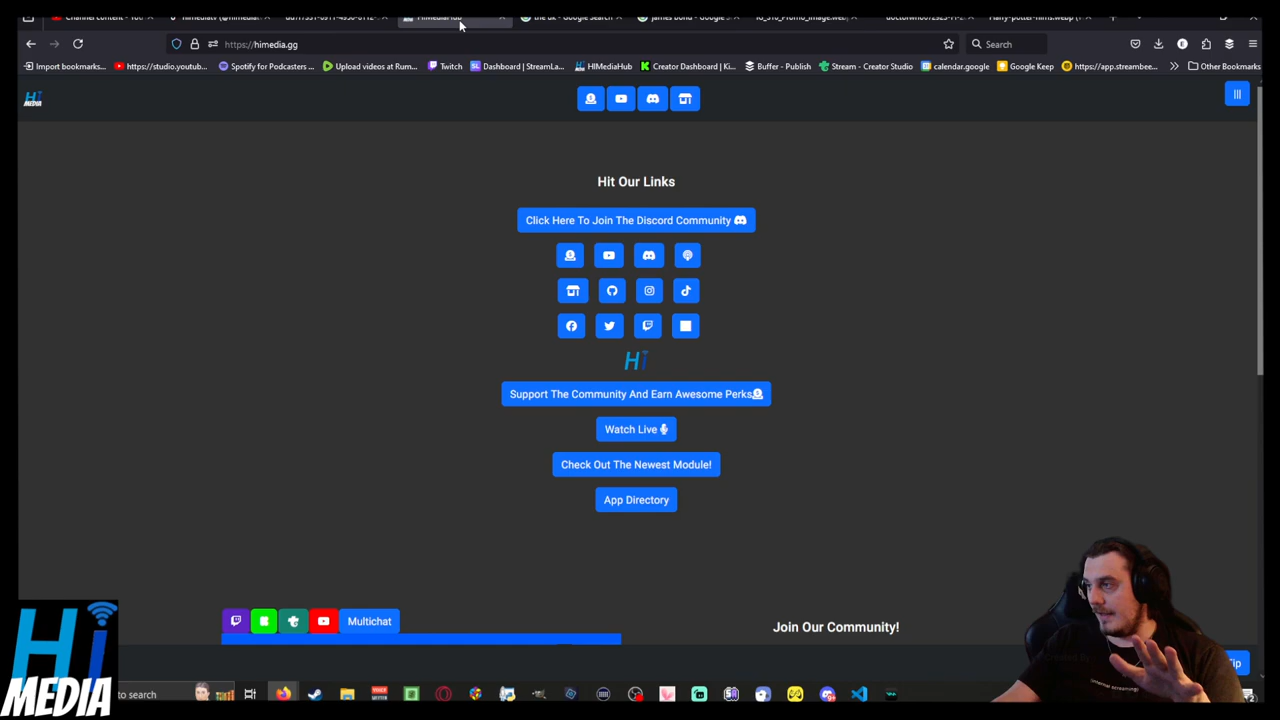 https://himedia.gg
Search
Import bookmarks...
https://studio.youtub...
Spotify for Podcasters ...
Upload videos at Rum...
Twitch
Dashboard | StreamLa...
HIMediaHub
Creator Dashboard | Ki...
Buffer - Publish
Stream - Creator Studio
calendar.google
Google Keep
https://app.streambee...
Other Bookmarks
Hi
MEDIA
Hit Our Links
Click Here To Join The Discord Community
Hi
Support The Community And Earn Awesome Perks
Watch Live
Check Out The Newest Module!
App Directory
Multichat
Join Our Community!
Hi
MEDIA
to search